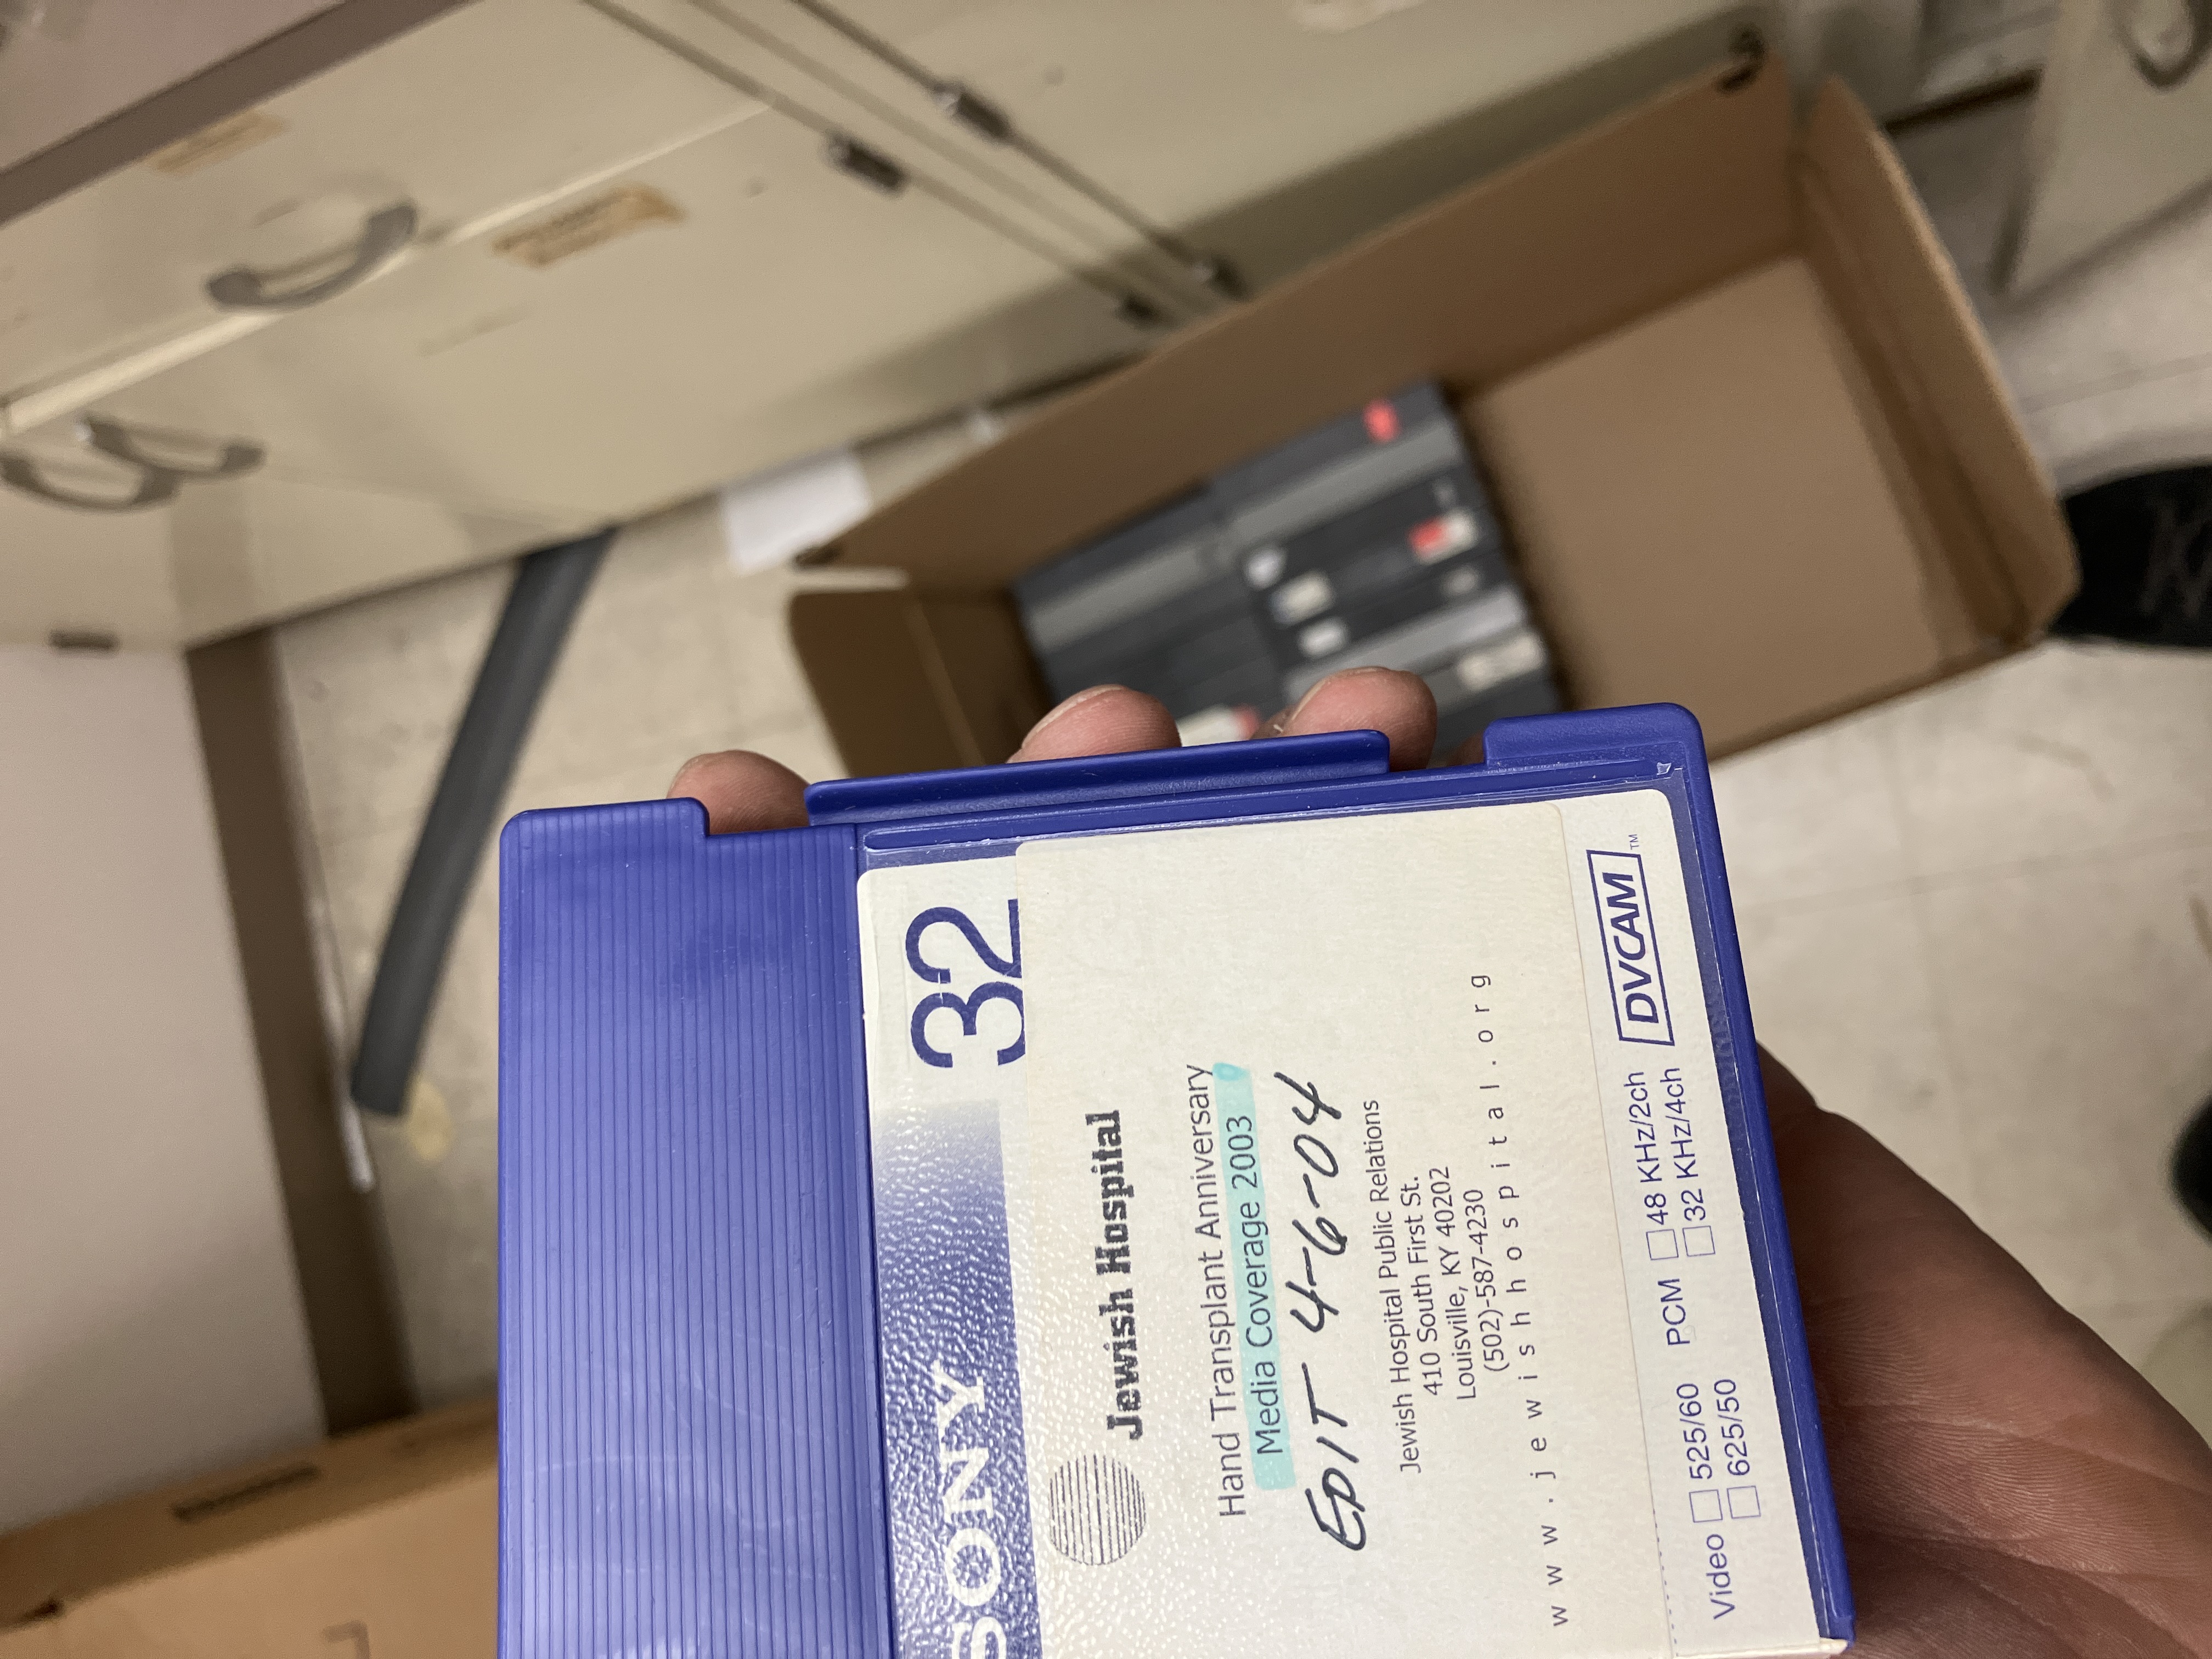 SONY
32
Jewish Hospital
Hand Transplant Anniversary
Media Coverage 2003
EDIT 4-6-04
Jewish Hospital Public Relations
410 South First St.
Louisville, KY 40202
(502)-587-4230
www.jewishhospital.org
Video □ 525/60 PCM □ 48 KHz/2ch
□ 625/50 □ 32 KHz/4ch
DVCAM™